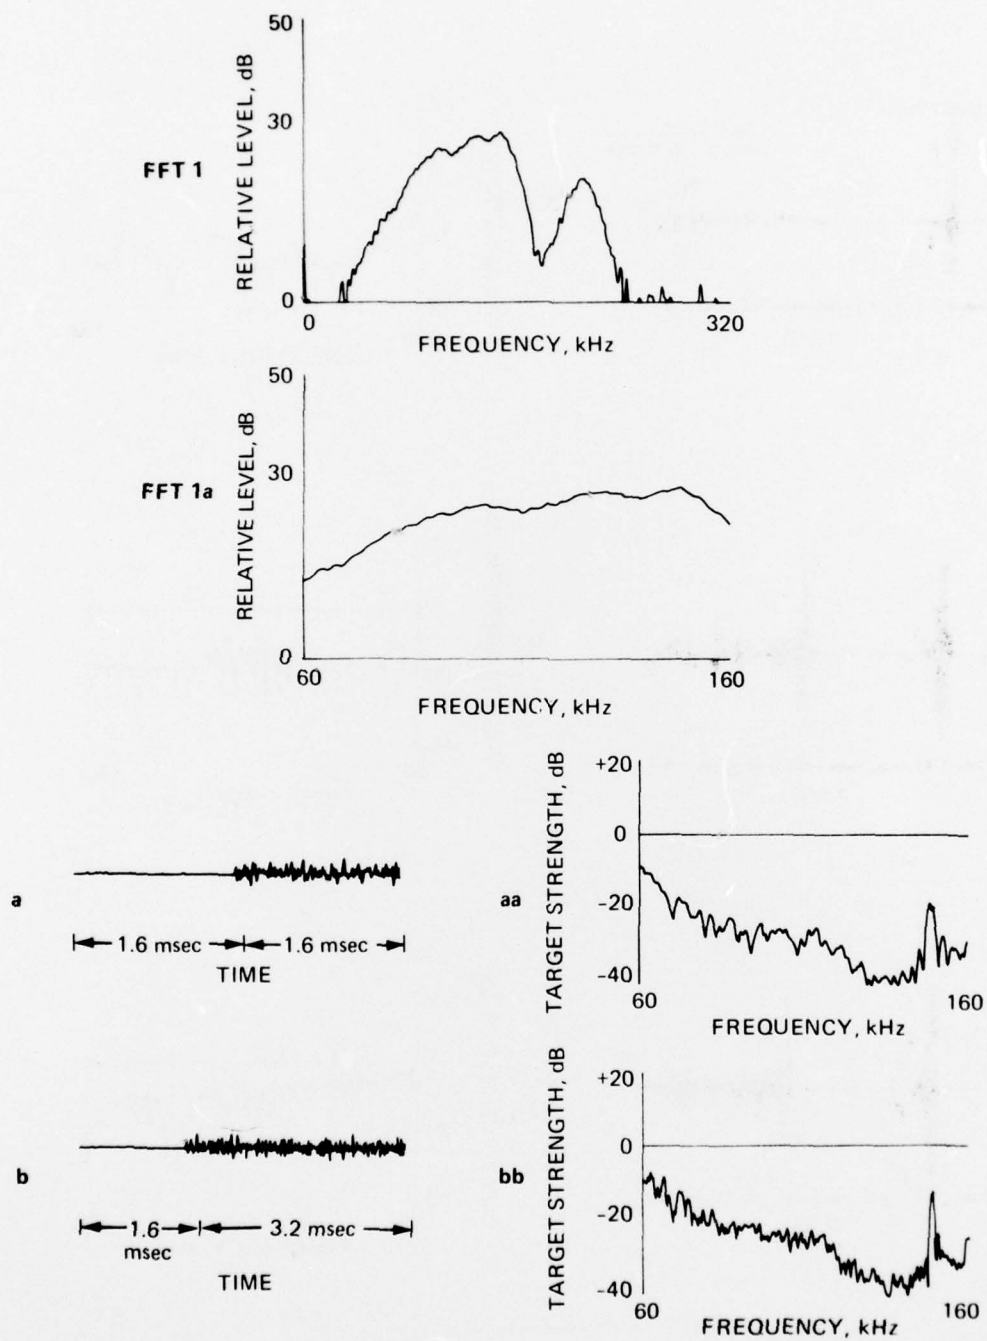 50
30
0
RELATIVE LEVEL, dB
FFT 1
0
320
FREQUENCY, kHz
50
30
0
RELATIVE LEVEL, dB
FFT 1a
60
160
FREQUENCY, kHz
a
1.6 msec
1.6 msec
TIME
aa
TARGET STRENGTH, dB
+20
0
-20
-40
60
160
FREQUENCY, kHz
b
1.6
msec
3.2 msec
TIME
bb
TARGET STRENGTH, dB
+20
0
-20
-40
60
160
FREQUENCY, kHz